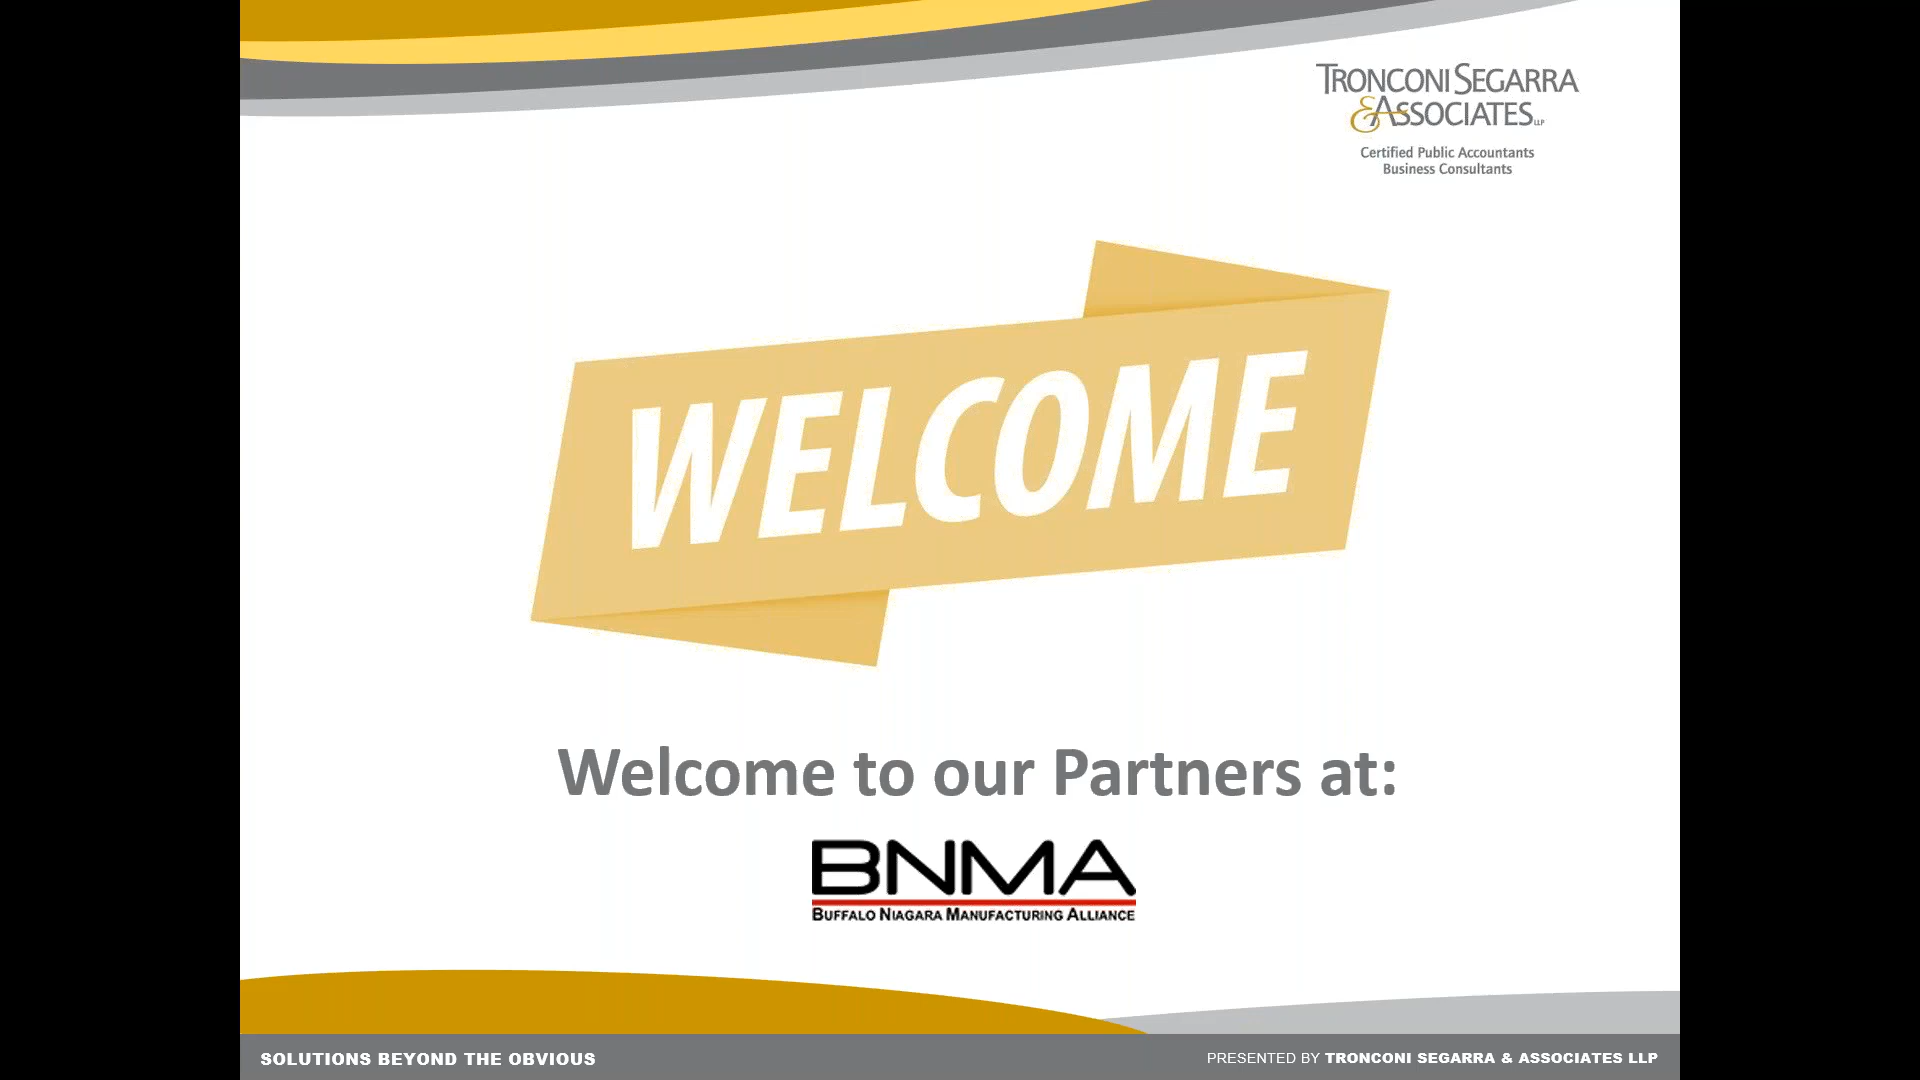 TRONCONI SEGARRA
& ASSOCIATES LLP
Certified Public Accountants
Business Consultants
WELCOME
Welcome to our Partners at:
BNMA
BUFFALO NIAGARA MANUFACTURING ALLIANCE
SOLUTIONS BEYOND THE OBVIOUS
PRESENTED BY TRONCONI SEGARRA & ASSOCIATES LLP